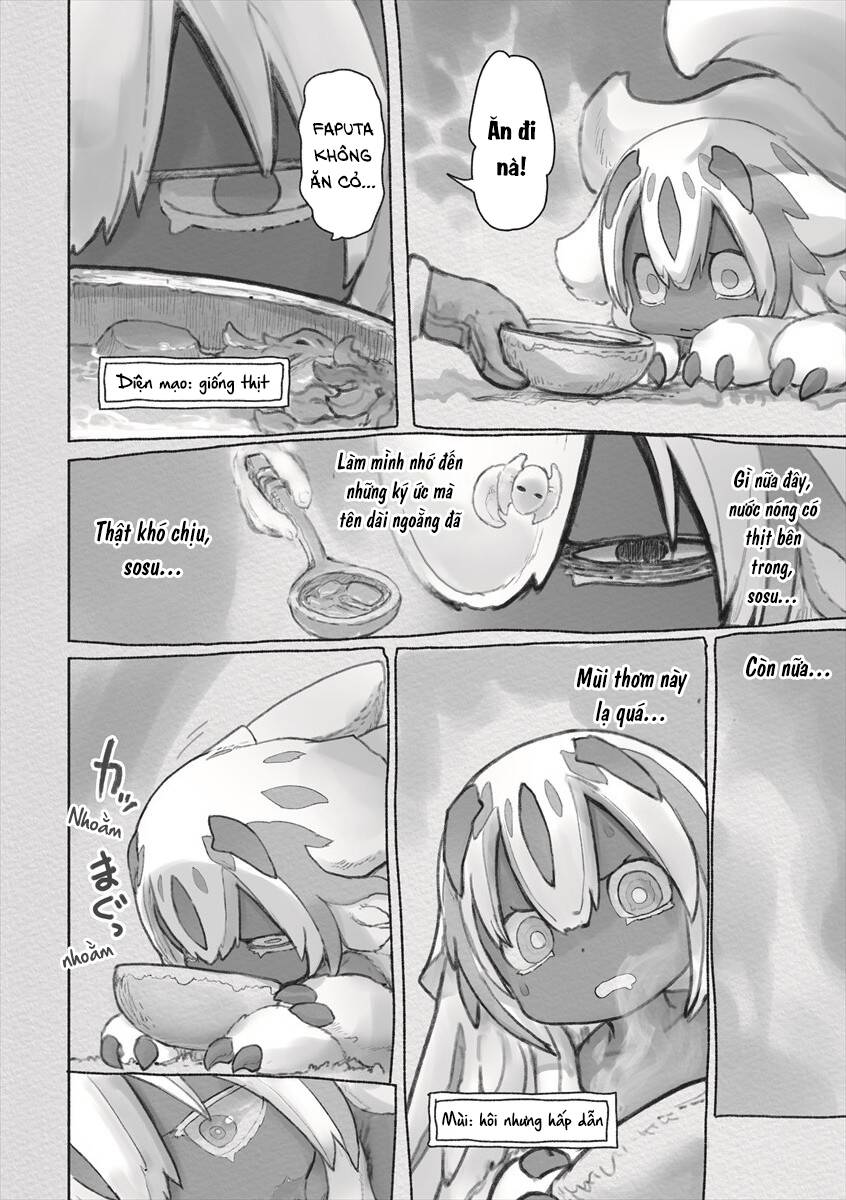 Ăn đi
nà!
FAPUTA
KHÔNG
ĂN CỎ...
Diện mạo: giống thịt
Gì nữa đây,
nước nóng có
thịt bên
trong,
sosu...
Làm mình nhớ đến
những ký ức mà
tên dài ngoằng đã
Thật khó chịu,
sosu...
Còn nữa...
Mùi thơm này
lạ quá...
Mùi: hôi nhưng hấp dẫn
カッ
Nhoằm
まぐっ
nhoằm